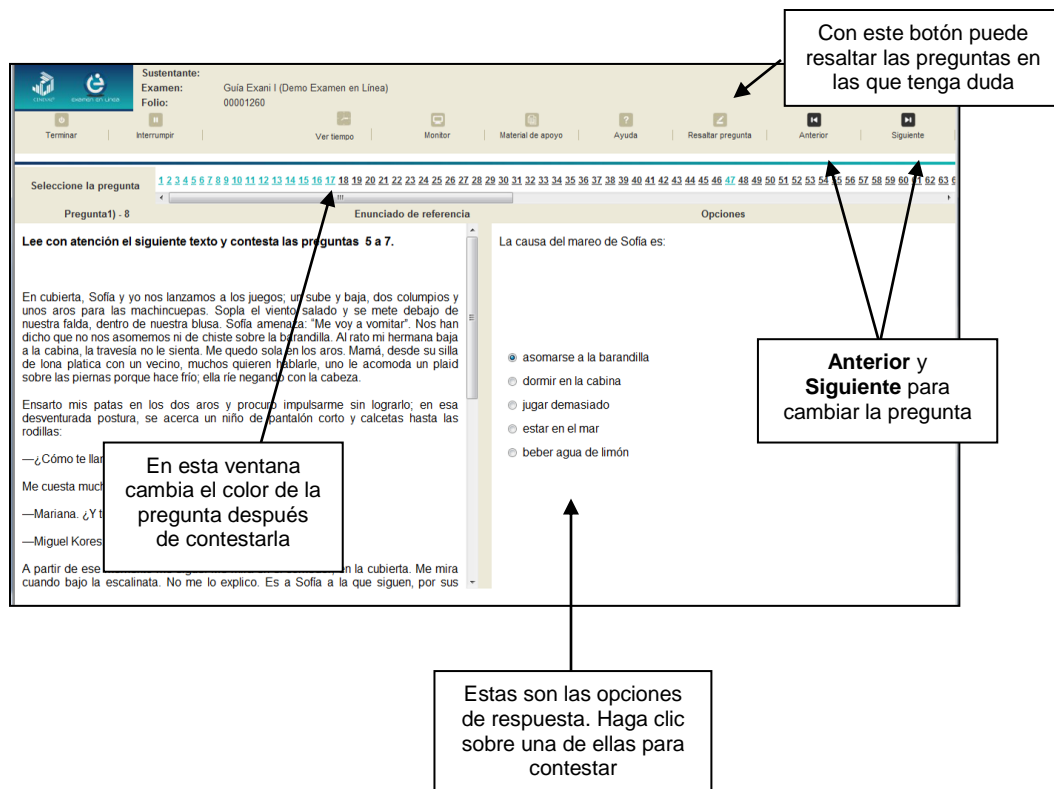 Con este botón puede
resaltar las preguntas en
las que tenga duda
Sustentante:
Examen: Guía Exani I (Demo Examen en Línea)
Folio: 00001260
Terminar
Interrumpir
Ver tiempo
Monitor
Material de apoyo
Ayuda
Resaltar pregunta
Anterior
Siguiente
Seleccione la pregunta
1 2 3 4 5 6 7 8 9 10 11 12 13 14 15 16 17 18 19 20 21 22 23 24 25 26 27 28 29 30 31 32 33 34 35 36 37 38 39 40 41 42 43 44 45 46 47 48 49 50 51 52 53 54 55 56 57 58 59 60 61 62 63
Pregunta1) - 8
Enunciado de referencia
Opciones
Lee con atención el siguiente texto y contesta las preguntas 5 a 7.
En cubierta, Sofía y yo nos lanzamos a los juegos; un sube y baja, dos columpios y
unos aros para las machincuepas. Sopla el viento salado y se mete debajo de
nuestra falda, dentro de nuestra blusa. Sofía amenaza: "Me voy a vomitar". Nos han
dicho que no nos asomemos ni de chiste sobre la barandilla. Al rato mi hermana baja
a la cabina, la travesía no le sienta. Me quedo sola en los aros. Mamá, desde su silla
de lona platica con un vecino, muchos quieren hablarle, uno le acomoda un plaid
sobre las piernas porque hace frío; ella ríe negando con la cabeza.
Ensarto mis patas en los dos aros y procuro impulsarme sin lograrlo; en esa
desventurada postura, se acerca un niño de pantalón corto y calcetas hasta las
rodillas:
—¿Cómo te
Me cuesta
—Mariana. ¿Y
—Miguel
A partir de ese en la cubierta. Me mira
cuando bajo la escalinata. No me lo explico. Es a Sofía a la que siguen, por sus
La causa del mareo de Sofía es:
asomarse a la barandilla
dormir en la cabina
jugar demasiado
estar en el mar
beber agua de limón
Anterior y
Siguiente para
cambiar la pregunta
En esta ventana
cambia el color de la
pregunta después
de contestarla
Estas son las opciones
de respuesta. Haga clic
sobre una de ellas para
contestar